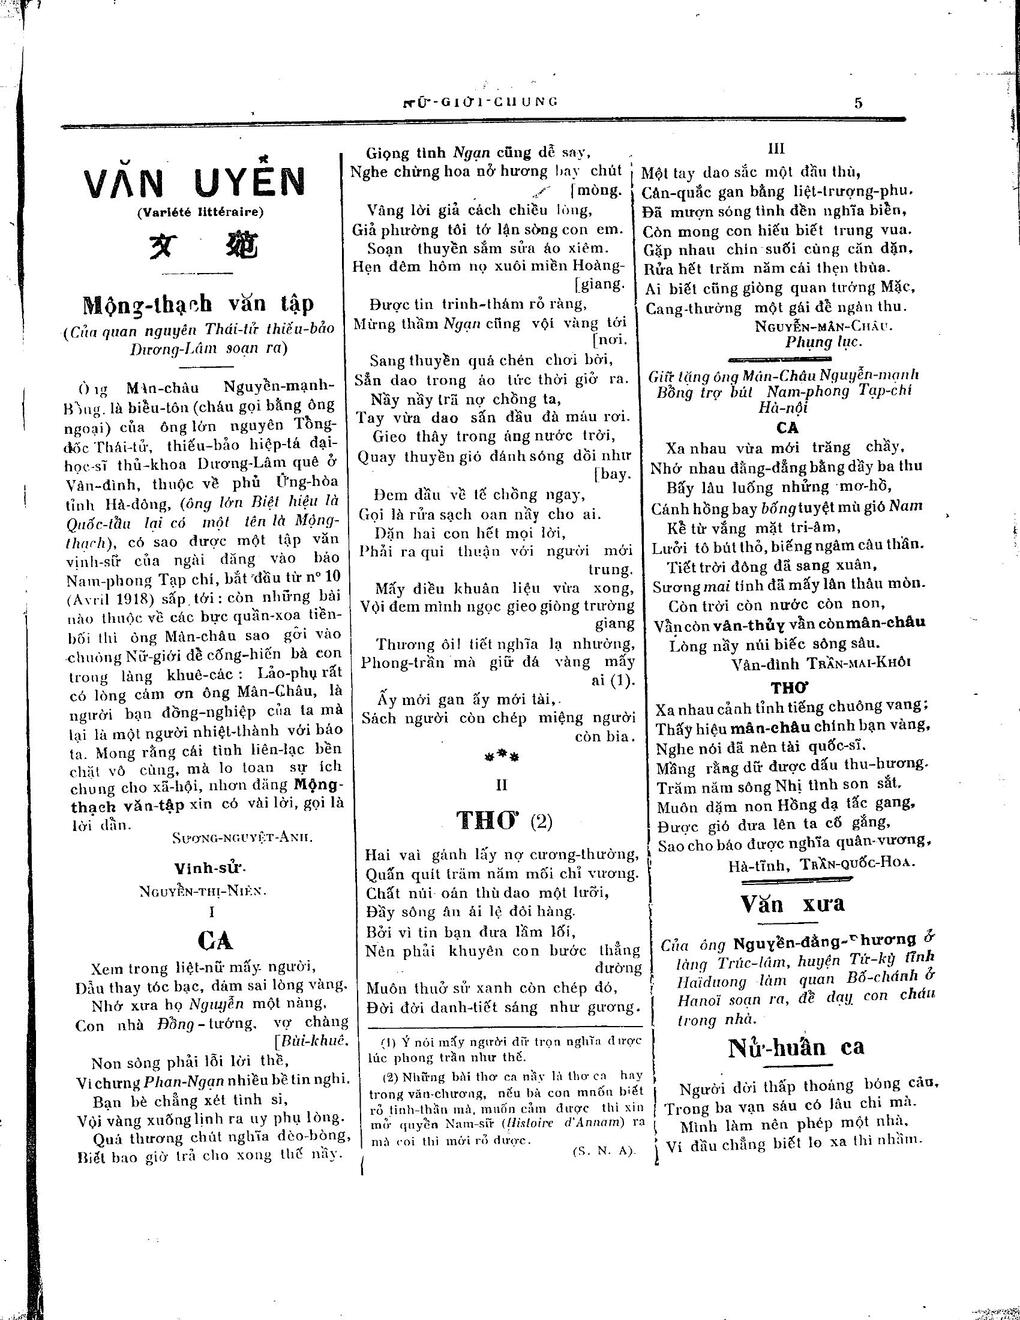 NỮ-GIỚI-CHUNG
5
VĂN UYỂN
(Variété littéraire)
文 苑
Mộng-thạch văn tập
(Của quan nguyên Thái-tử thiếu-bảo
Dương-Lâm soạn ra)
Ông Mân-châu Nguyễn-mạnh-
Bồng, là biểu-tôn (cháu gọi bằng ông
ngoại) của ông lớn nguyên Tổng-
đốc Thái-tử, thiếu-bảo hiệp-tá đại-
học-sĩ thủ-khoa Dương-Lâm quê ở
Vân-đình, thuộc về phủ Ứng-hòa
tỉnh Hà-dông, (ông lớn Biệt hiệu là
Quốc-tẩu lại có một tên là Mộng-
thạch), có sao được một tập văn
vịnh-sử của ngài đăng vào báo
Nam-phong Tạp chí, bắt đầu từ nº 10
(Avril 1918) sấp tới : còn những bài
nào thuộc về các bực quần-xoa tiền-
bối thì ông Mân-châu sao gởi vào
chuông Nữ-giới để cống-hiến bà con
trong làng khuê-các : Lảo-phụ rất
có lòng cảm ơn ông Mân-Châu, là
người bạn đồng-nghiệp của ta mà
lại là một người nhiệt-thành với báo
ta. Mong rằng cái tình liên-lạc bền
chặt vô cùng, mà lo toan sự ích
chung cho xã-hội, nhơn đăng Mộng-
thạch văn-tập xin có vài lời, gọi là
lời dẫn.
SƯƠNG-NGUYỆT-ANH.
Vịnh-sử.
NGUYỄN-THỊ-NIÊN.
I
CA
Xem trong liệt-nữ mấy người,
Dẫu thay tóc bạc, dám sai lòng vàng.
Nhớ xưa họ Nguyễn một nàng,
Con nhà Đồng-tướng, vợ chàng
[Bùi-khuê.
Non sông phải lỗi lời thề,
Vì chưng Phan-Ngạn nhiều bề tin nghi.
Bạn bè chẳng xét tình si,
Vội vàng xuống lịnh ra uy phụ lòng.
Quá thương chút nghĩa đèo-bòng,
Biết bao giờ trả cho xong thế nầy.
Giọng tình Ngạn cũng dễ say,
Nghe chừng hoa nở hương bay chút
[mòng.
Vâng lời giả cách chiều lòng,
Giả phường tôi tớ lận sòng con em.
Soạn thuyền sắm sửa áo xiêm.
Hẹn đêm hôm nọ xuôi miền Hoàng-
[giang.
Được tin trinh-thám rỏ ràng,
Mừng thầm Ngạn cũng vội vàng tới
[nơi.
Sang thuyền quá chén chơi bời,
Sẵn dao trong áo tức thời giở ra.
Nầy nầy trã nợ chồng ta,
Tay vừa dao sấn đầu đà máu rơi.
Gieo thây trong áng nước trời,
Quay thuyền gió đánh sóng dồi như
[bay.
Đem đầu về tế chồng ngay,
Gọi là rửa sạch oan nầy cho ai.
Dặn hai con hết mọi lời,
Phải ra qui thuận với người mới
trung.
Mấy điều khuân liệu vừa xong,
Vội đem mình ngọc gieo giòng trường
giang
Thương ôi! tiết nghĩa lạ nhường,
Phong-trần mà giữ đá vàng mấy
ai (1).
Ấy mới gan ấy mới tài,.
Sách người còn chép miệng người
còn bia.
***
II
THƠ (2)
Hai vai gánh lấy nợ cương-thường,
Quấn quít trăm năm mối chỉ vương.
Chất núi oán thù dao một lưỡi,
Đầy sông ân ái lệ đôi hàng.
Bởi vì tin bạn đưa lầm lối,
Nên phải khuyên con bước thẳng
đường
Muôn thuở sử xanh còn chép đó,
Đời đời danh-tiết sáng như gương.
(1) Ý nói mấy người giữ trọn nghĩa được
lúc phong trần như thế.
(2) Những bài thơ ca nầy là thơ ca hay
trong văn-chương, nếu bà con mnốn biết
rỏ tinh-thần mà, muốn cảm được thì xin
mở quyển Nam-sử (Histoire d'Annam) ra
mà coi thì mới rỏ được.
(S. N. A).
III
Một tay dao sắc một đầu thù,
Cân-quắc gan bằng liệt-trượng-phu.
Đã mượn sóng tình đền nghĩa biển,
Còn mong con hiếu biết trung vua.
Gặp nhau chín suối cùng căn dặn,
Rửa hết trăm năm cái thẹn thùa.
Ai biết cũng giòng quan tướng Mặc,
Cang-thường một gái để ngàn thu.
NGUYỄN-MÂN-CHÂU.
Phụng lục.
Giữ tặng ông Mân-Châu Nguyễn-mạnh
Bồng trợ bút Nam-phong Tạp-chí
Hà-nội
CA
Xa nhau vừa mới trăng chầy,
Nhớ nhau đằng-đẳng bằng dầy ba thu
Bấy lâu luống những mơ-hồ,
Cánh hồng bay bổng tuyệt mù gió Nam
Kể từ vắng mặt tri-âm,
Lưởi tô bút thỏ, biếng ngâm câu thần.
Tiết trời đông đã sang xuân,
Sương mai tính đã mấy lần thâu mòn.
Còn trời còn nước còn non,
Vẫn còn vân-thủy vẫn còn mân-châu
Lòng nầy núi biếc sông sâu.
Vân-đình TRẦN-MAI-KHÔI
THƠ
Xa nhau cảnh tỉnh tiếng chuông vang;
Thấy hiệu mân-châu chính bạn vàng,
Nghe nói đã nên tài quốc-sĩ.
Mầng rằng dữ được dấu thu-hương.
Trăm năm sông Nhị tình son sắt,
Muôn dặm non Hồng dạ tấc gang,
Được gió đưa lên ta cố gắng,
Sao cho báo được nghĩa quân-vương,
Hà-tĩnh, TRẦN-QUỐC-HOA.
Văn xưa
Của ông Nguyễn-đằng-Phương ở
làng Trúc-lâm, huyện Tứ-kỳ tỉnh
Haïduong làm quan Bố-chánh ở
Hanoï soạn ra, để dạy con cháu
trong nhà.
Nử-huấn ca
Người đời thấp thoáng bóng câu,
Trong ba vạn sáu có lâu chi mà.
Mình làm nên phép một nhà,
Ví dầu chẳng biết lo xa thì nhầm.